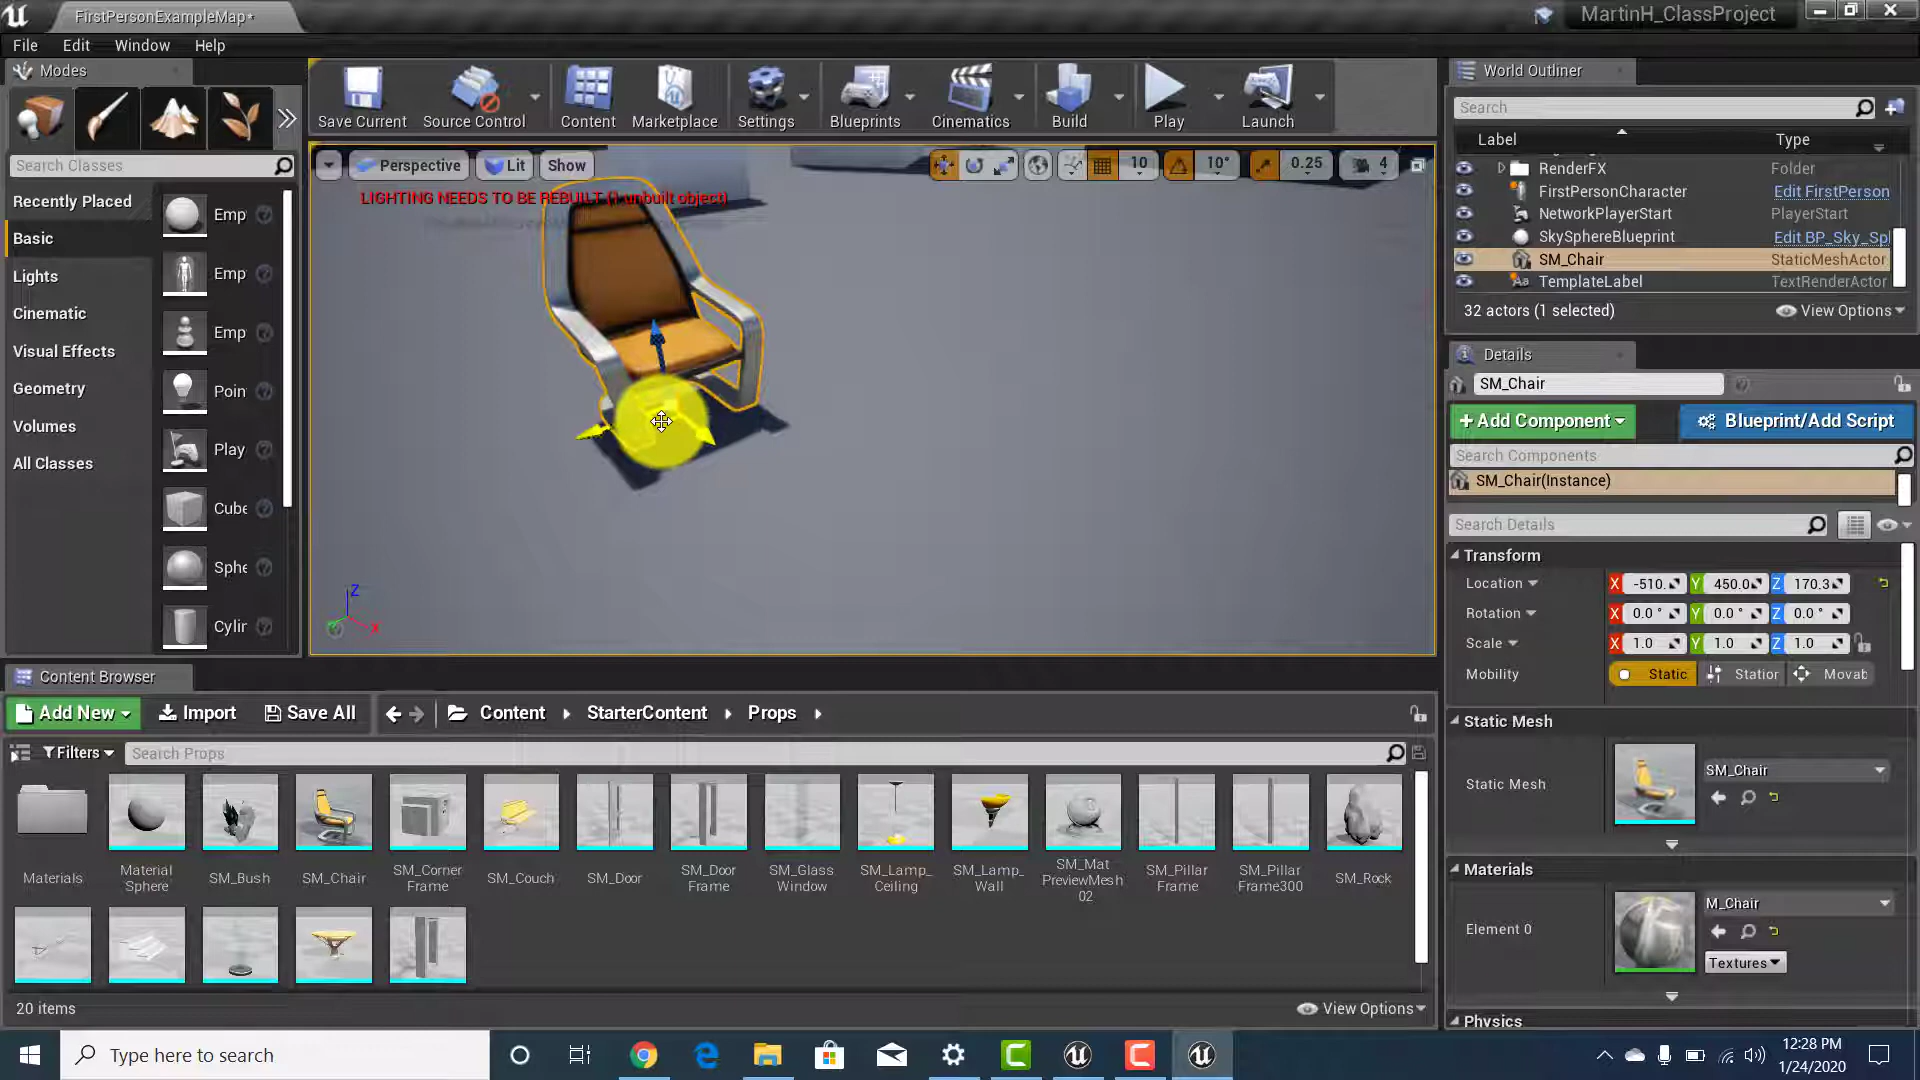 FirstPersonExampleMap*
MartinH_ClassProject
File Edit Window Help
Modes
Search Classes
Recently Placed
Basic
Lights
Cinematic
Visual Effects
Geometry
Volumes
All Classes
Emp
Emp
Emp
Poin
Play
Cube
Sphe
Cylin
Save Current
Source Control
Content
Marketplace
Settings
Blueprints
Cinematics
Build
Play
Launch
Perspective
Lit
Show
10
10°
0.25
4
LIGHTING NEEDS TO BE REBUILT (1 unbuilt object)
Z
X
World Outliner
Search
Label Type
RenderFX Folder
FirstPersonCharacter Edit FirstPerson
NetworkPlayerStart PlayerStart
SkySphereBlueprint Edit BP_Sky_Sp
SM_Chair StaticMeshActor
TemplateLabel TextRenderActor
32 actors (1 selected)
View Options
Details
SM_Chair
+ Add Component
Blueprint/Add Script
Search Components
SM_Chair(Instance)
Search Details
Transform
Location X -510. Y 450.0 Z 170.3
Rotation X 0.0 ° Y 0.0 ° Z 0.0 °
Scale X 1.0 Y 1.0 Z 1.0
Mobility Static Station Movab
Static Mesh
Static Mesh SM_Chair
Materials
Element 0 M_Chair
Textures
Physics
Content Browser
Add New
Import
Save All
Content
StarterContent
Props
Filters
Search Props
Materials
Material Sphere
SM_Bush
SM_Chair
SM_Corner Frame
SM_Couch
SM_Door
SM_Door Frame
SM_Glass Window
SM_Lamp_ Ceiling
SM_Lamp_ Wall
SM_Mat PreviewMesh 02
SM_Pillar Frame
SM_Pillar Frame300
SM_Rock
20 items
View Options
Type here to search
12:28 PM
1/24/2020